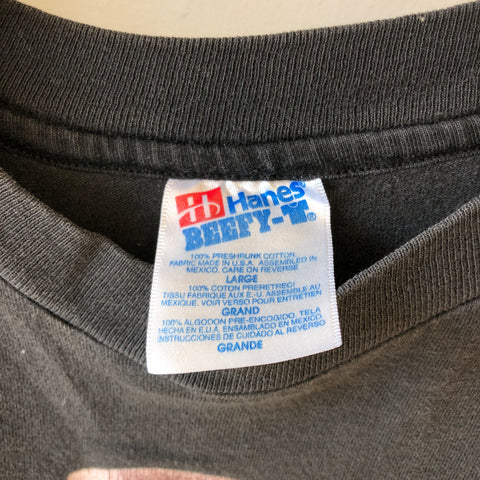 Hanes
BEEFY-T®
100% PRESHRUNK COTTON.
FABRIC MADE IN U.S.A. ASSEMBLED IN
MEXICO. CARE ON REVERSE
LARGE
100% COTON PRERETRECI
TISSU FABRIQUE AUX E.-U. ASSEMBLE AU
MEXIQUE. VOIR VERSO POUR ENTRETIEN
GRAND
100% ALGODON PRE-ENCOGIDO. TELA
HECHA EN E.U.A. ENSAMBLADO EN MEXICO.
INSTRUCCIONES DE CUIDADO AL REVERSO
GRANDE